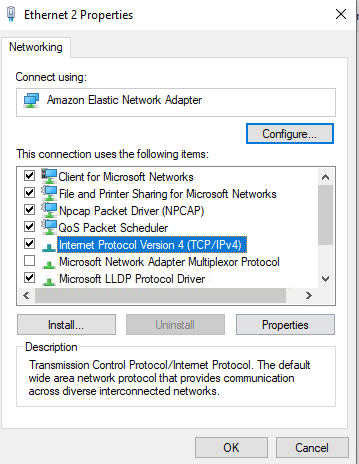 Ethernet 2 Properties
Networking
Connect using:
Amazon Elastic Network Adapter
Configure...
This connection uses the following items:
Client for Microsoft Networks
File and Printer Sharing for Microsoft Networks
Npcap Packet Driver (NPCAP)
QoS Packet Scheduler
Internet Protocol Version 4 (TCP/IPv4)
Microsoft Network Adapter Multiplexor Protocol
Microsoft LLDP Protocol Driver
Install...
Uninstall
Properties
Description
Transmission Control Protocol/Internet Protocol. The default
wide area network protocol that provides communication
across diverse interconnected networks.
OK
Cancel